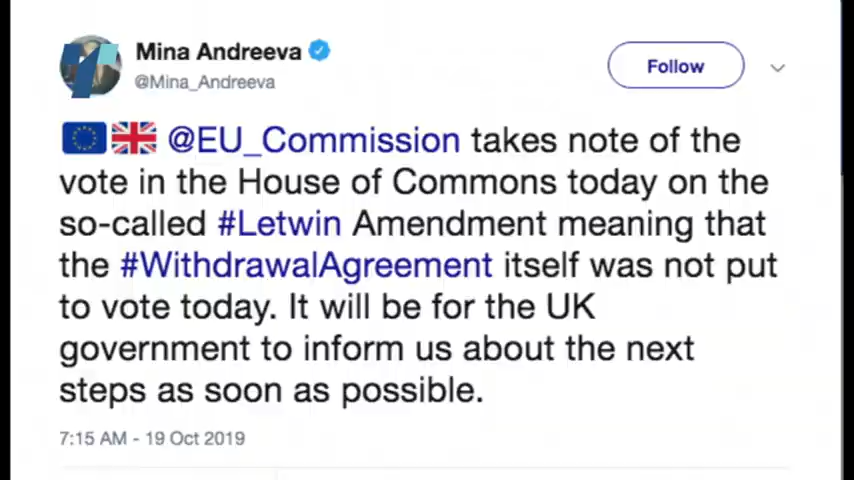 Mina Andreeva
@Mina_Andreeva
Follow
@EU_Commission takes note of the
vote in the House of Commons today on the
so-called #Letwin Amendment meaning that
the #WithdrawalAgreement itself was not put
to vote today. It will be for the UK
government to inform us about the next
steps as soon as possible.
7:15 AM - 19 Oct 2019